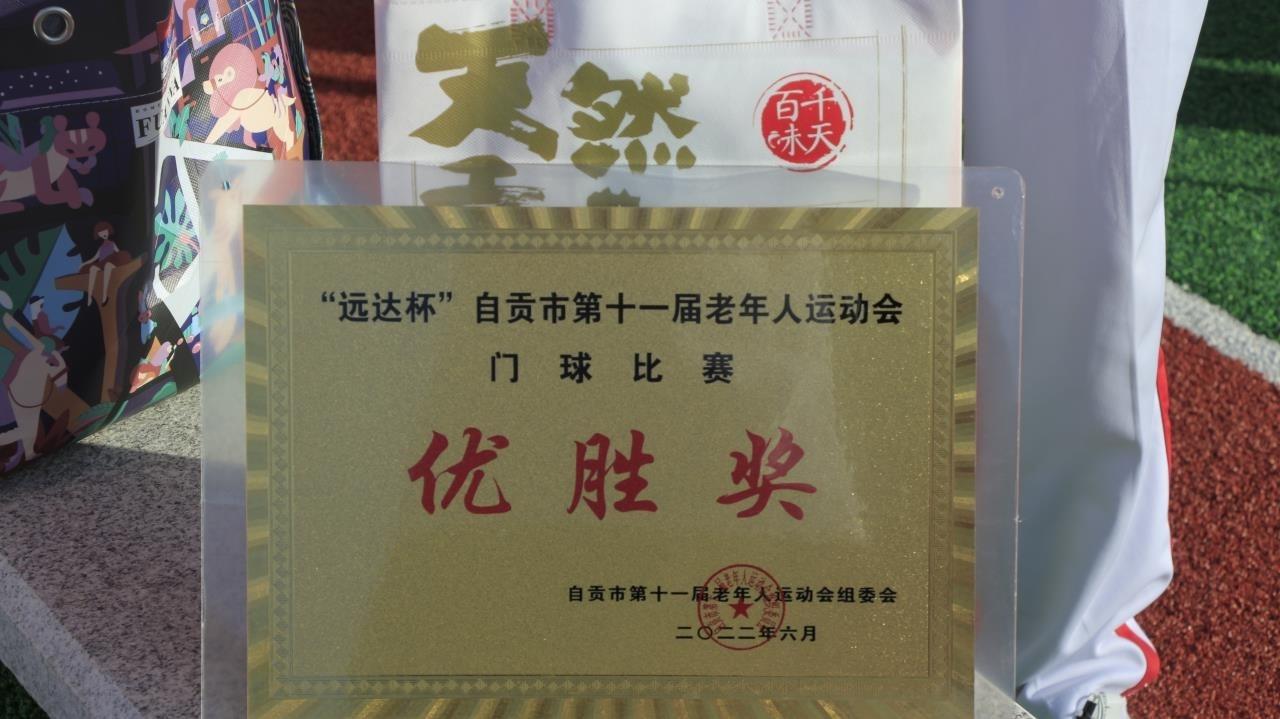 天然
百千
味天
“远达杯”自贡市第十一届老年人运动会
门球比赛
优胜奖
自贡市第十一届老年人运动会组委会
二〇二二年六月